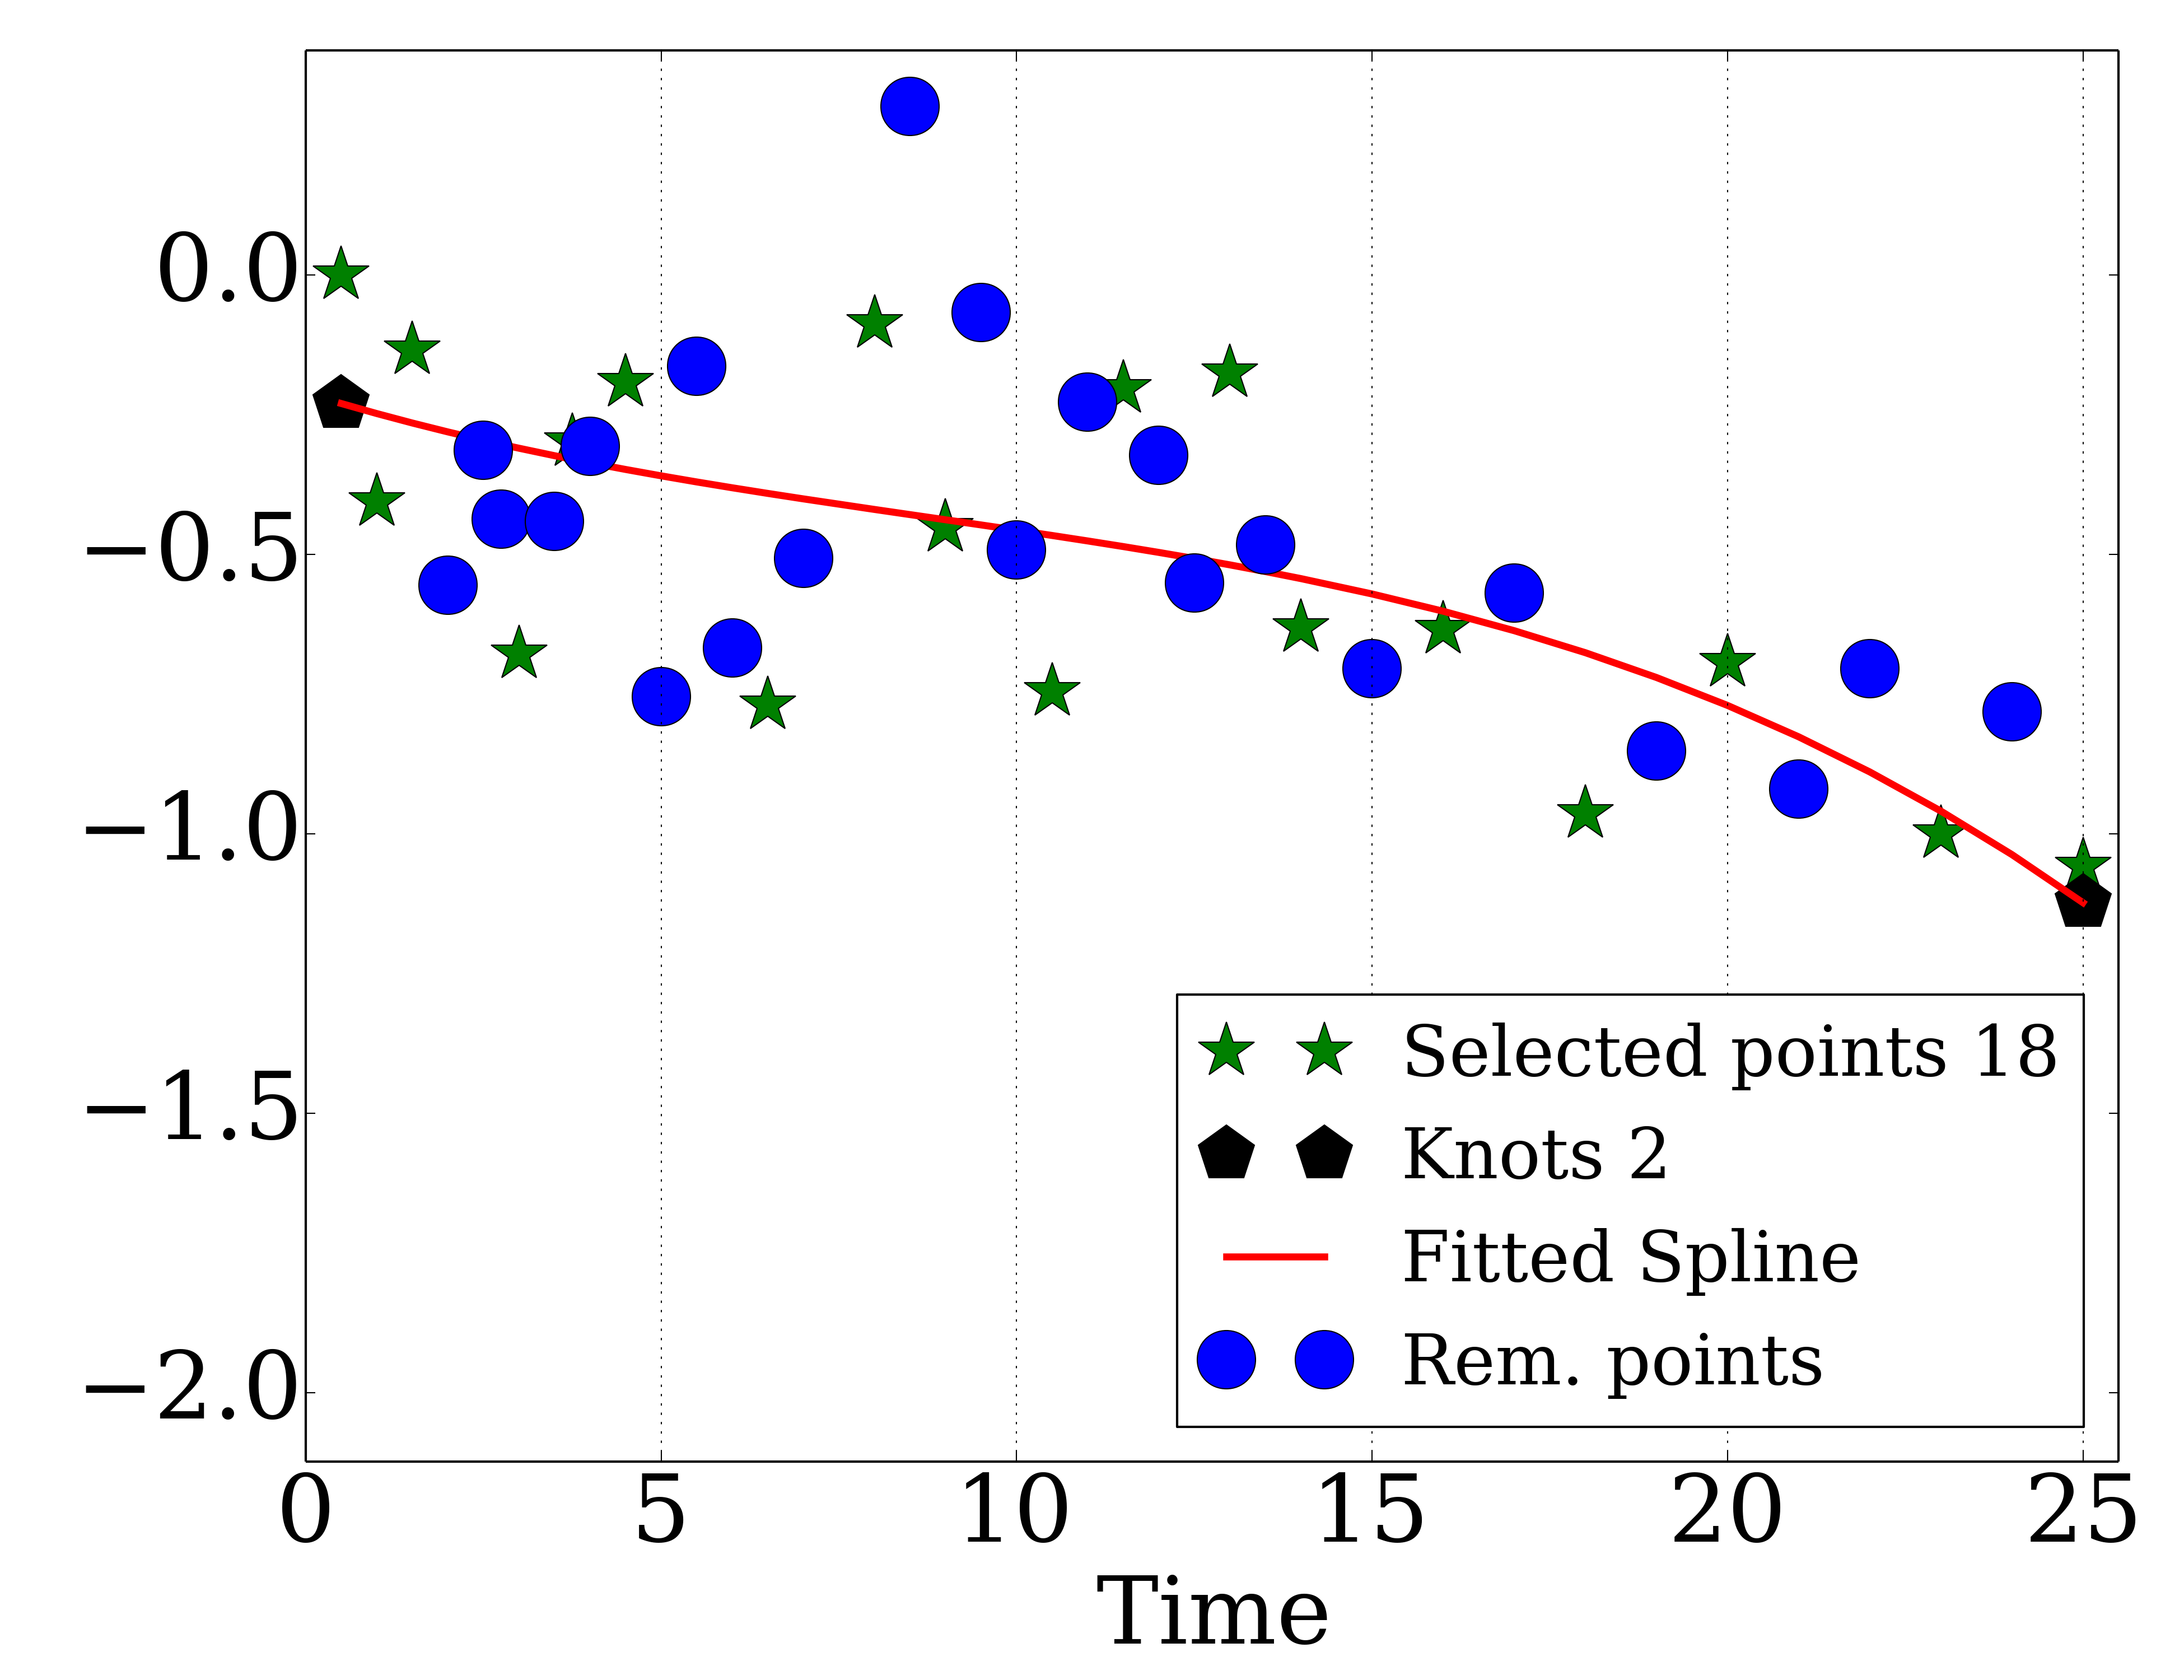 0.0
−0.5
−1.0
−1.5
−2.0
Selected points 18
Knots 2
Fitted Spline
Rem. points
0 5 10 15 20 25
Time